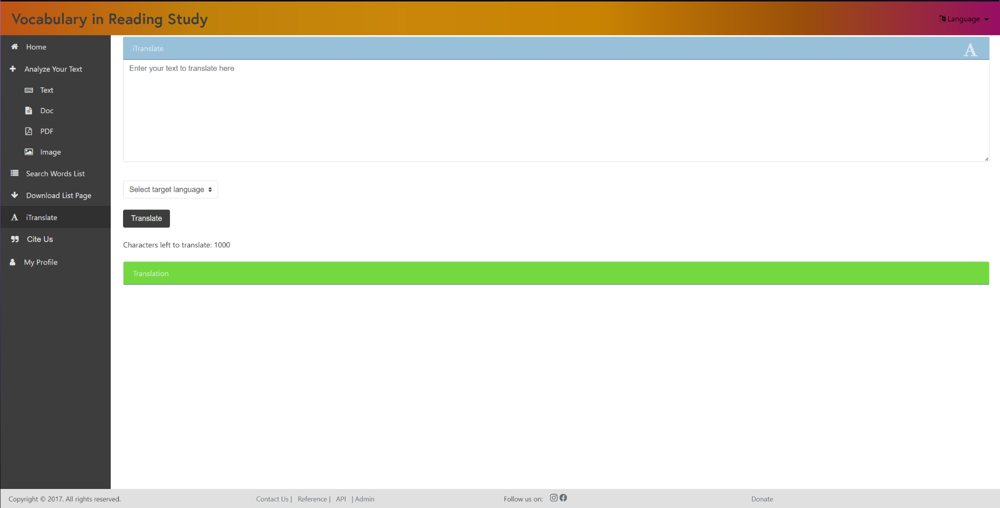 Vocabulary in Reading Study
Language
Home
Analyze Your Text
Text
Doc
PDF
Image
Search Words List
Download List Page
iTranslate
Cite Us
My Profile
iTranslate
A
Enter your text to translate here
Select target language
Translate
Characters left to translate: 1000
Translation
Copyright © 2017. All rights reserved.
Contact Us | Reference | API | Admin
Follow us on:
Donate